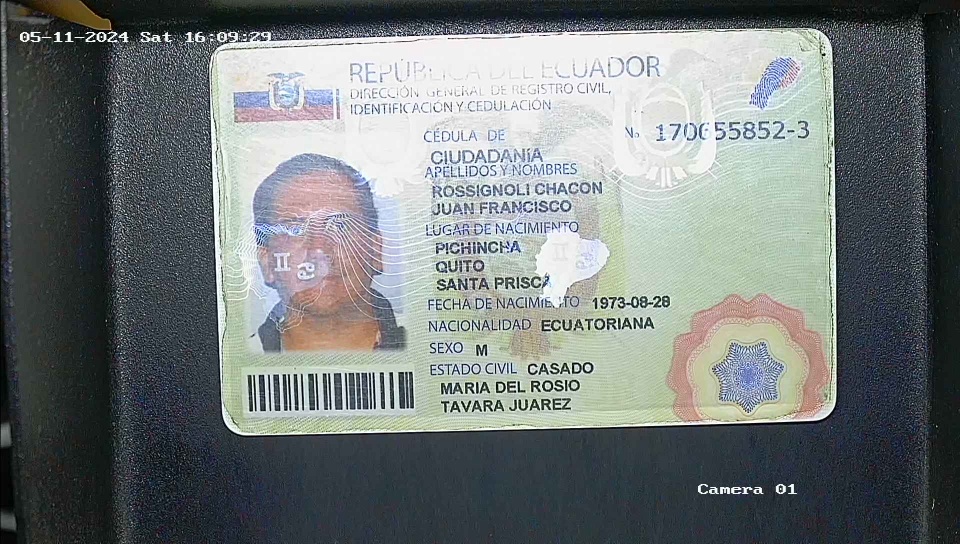 05-11-2024 Sat 16:09:29
REPÚBLICA DEL ECUADOR
DIRECCIÓN GENERAL DE REGISTRO CIVIL,
IDENTIFICACIÓN Y CEDULACIÓN
CÉDULA DE
No. 170655852-3
CIUDADANÍA
APELLIDOS Y NOMBRES
ROSSIGNOLI CHACON
JUAN FRANCISCO
LUGAR DE NACIMIENTO
PICHINCHA
QUITO
SANTA PRISCA
FECHA DE NACIMIENTO 1973-08-28
NACIONALIDAD ECUATORIANA
SEXO M
ESTADO CIVIL CASADO
MARIA DEL ROSIO
TAVARA JUAREZ
Camera 01